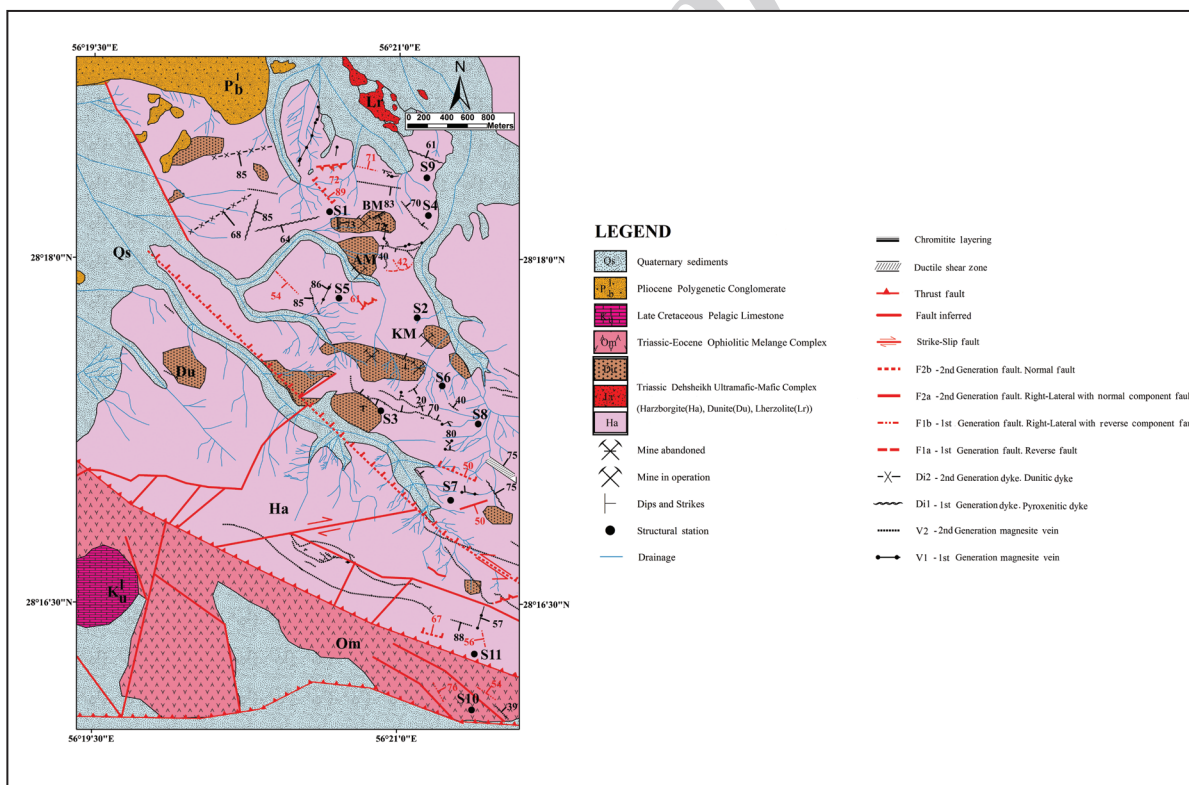 56°19'30"E
56°21'0"E
N
P
l
b
Lr
0 200 400 600 800
Meters
61
71
S9
85
72
89
83
70
S4
BM
S1
85
68
64
28°18'0"N
28°18'0"N
Qs
AM
40
42
54
86
S5
85
61
S2
KM
Du
S6
20
70
40
S3
S8
80
75
50
S7
75
Ha
50
28°16'30"N
28°16'30"N
K
l
u
67
57
88
56
Om
S11
70
54
S10
39
56°19'30"E
56°21'0"E
LEGEND
Qs Quaternary sediments
P l b Pliocene Polygenetic Conglomerate
Late Cretaceous Pelagic Limestone
Om Triassic-Eocene Ophiolitic Melange Complex
Lr Triassic Dehsheikh Ultramafic-Mafic Complex
(Harzborgite(Ha), Dunite(Du), Lherzolite(Lr))
Ha
Mine abandoned
Mine in operation
Dips and Strikes
Structural station
Drainage
Chromitite layering
Ductile shear zone
Thrust fault
Fault inferred
Strike-Slip fault
F2b -2nd Generation fault. Normal fault
F2a -2nd Generation fault. Right-Lateral with normal component faul
F1b -1st Generation fault. Right-Lateral with reverse component fau
F1a -1st Generation fault. Reverse fault
Di2 -2nd Generation dyke. Dunitic dyke
Di1 -1st Generation dyke. Pyroxenitic dyke
V2 -2nd Generation magnesite vein
V1 -1st Generation magnesite vein